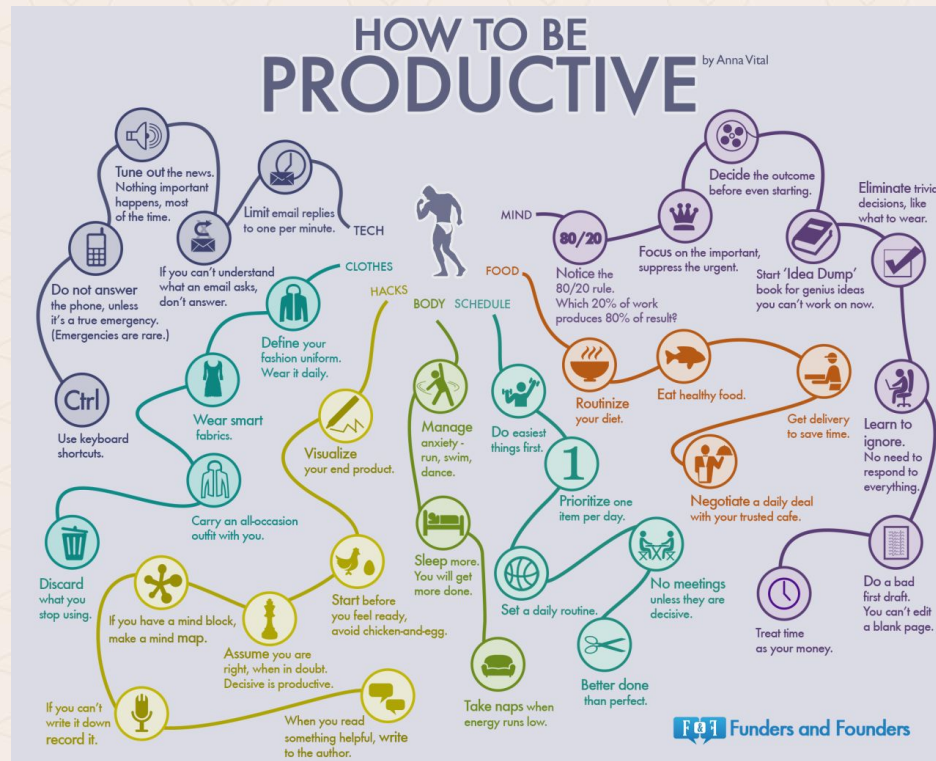 HOW TO BE
PRODUCTIVE
by Anna Vital
TECH
Limit email replies
to one per minute.
If you can't understand
what an email asks,
don't answer.
Tune out the news.
Nothing important
happens, most
of the time.
Do not answer
the phone, unless
it's a true emergency.
(Emergencies are rare.)
Ctrl
Use keyboard
shortcuts.
CLOTHES
Define your
fashion uniform.
Wear it daily.
Wear smart
fabrics.
Carry an all-occasion
outfit with you.
Discard
what you
stop using.
HACKS
Visualize
your end product.
Start before
you feel ready,
avoid chicken-and-egg.
Assume you are
right, when in doubt.
Decisive is productive.
If you have a mind block,
make a mind map.
If you can't
write it down
record it.
When you read
something helpful, write
to the author.
BODY
Manage
anxiety -
run, swim,
dance.
Sleep more.
You will get
more done.
Take naps when
energy runs low.
SCHEDULE
Do easiest
things first.
1
Prioritize one
item per day.
Set a daily routine.
No meetings
unless they are
decisive.
Better done
than perfect.
FOOD
Routinize
your diet.
Eat healthy food.
Get delivery
to save time.
Negotiate a daily deal
with your trusted cafe.
MIND
80/20
Notice the
80/20 rule.
Which 20% of work
produces 80% of result?
Focus on the important,
suppress the urgent.
Decide the outcome
before even starting.
Start 'Idea Dump'
book for genius ideas
you can't work on now.
Eliminate
decisions, like
what to wear.
Learn to
ignore.
No need to
respond to
everything.
Do a bad
first draft.
You can't edit
a blank page.
Treat time
as your money.
F&F Funders and Founders